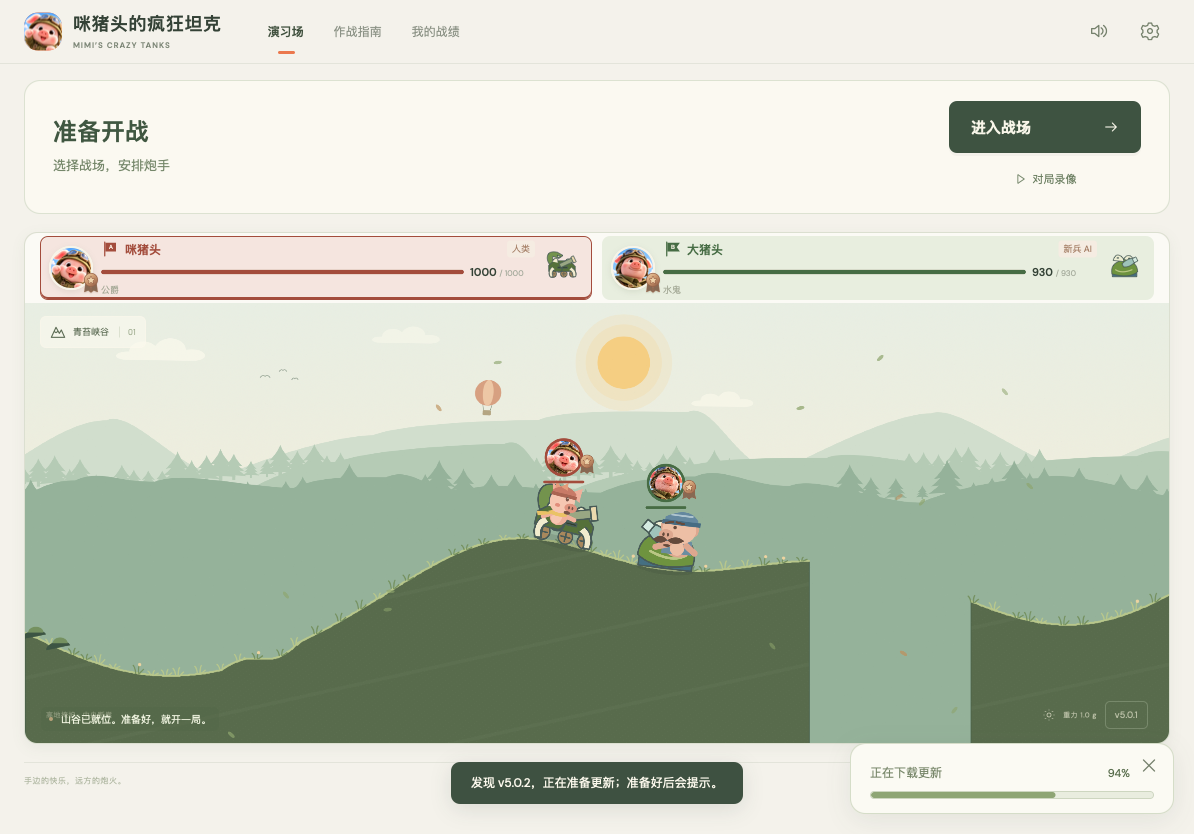 咪猪头的疯狂坦克
MIMI'S CRAZY TANKS
演习场
作战指南
我的战绩
准备开战
选择战场，安排炮手
进入战场
对局录像
A
咪猪头
人类
1000 / 1000
公爵
B
大猪头
新兵 AI
930 / 930
水鬼
青苔峡谷
01
山谷已就位。准备好，就开一局。
重力 1.0 g
v5.0.1
手边的快乐，远方的炮火。
发现 v5.0.2，正在准备更新；准备好后会提示。
正在下载更新
94%